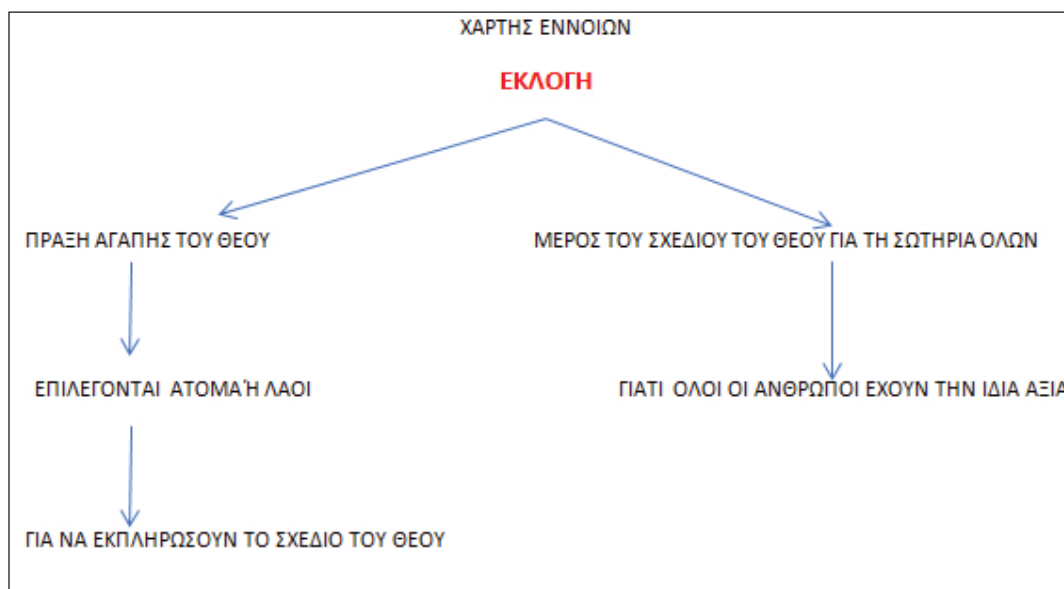 ΧΑΡΤΗΣ ΕΝΝΟΙΩΝ
ΕΚΛΟΓΗ
ΠΡΑΞΗ ΑΓΑΠΗΣ ΤΟΥ ΘΕΟΥ
ΜΕΡΟΣ ΤΟΥ ΣΧΕΔΙΟΥ ΤΟΥ ΘΕΟΥ ΓΙΑ ΤΗ ΣΩΤΗΡΙΑ ΟΛΩΝ
ΕΠΙΛΕΓΟΝΤΑΙ ΑΤΟΜΑ Ή ΛΑΟΙ
ΓΙΑΤΙ ΟΛΟΙ ΟΙ ΑΝΘΡΩΠΟΙ ΕΧΟΥΝ ΤΗΝ ΙΔΙΑ ΑΞΙΑ
ΓΙΑ ΝΑ ΕΚΠΛΗΡΩΣΟΥΝ ΤΟ ΣΧΕΔΙΟ ΤΟΥ ΘΕΟΥ